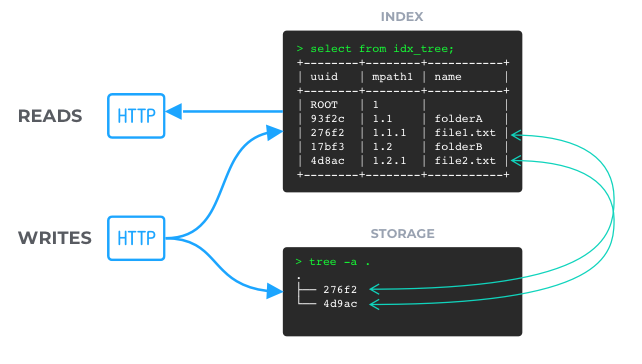 INDEX
> select from idx_tree;
+-------+-------+----------+
| uuid | mpath1 | name |
+-------+-------+----------+
| ROOT | 1 | |
| 93f2c | 1.1 | folderA |
| 276f2 | 1.1.1 | file1.txt |
| 17bf3 | 1.2 | folderB |
| 4d8ac | 1.2.1 | file2.txt |
+-------+-------+----------+
READS
HTTP
WRITES
HTTP
STORAGE
> tree -a .
.
├── 276f2
└── 4d9ac